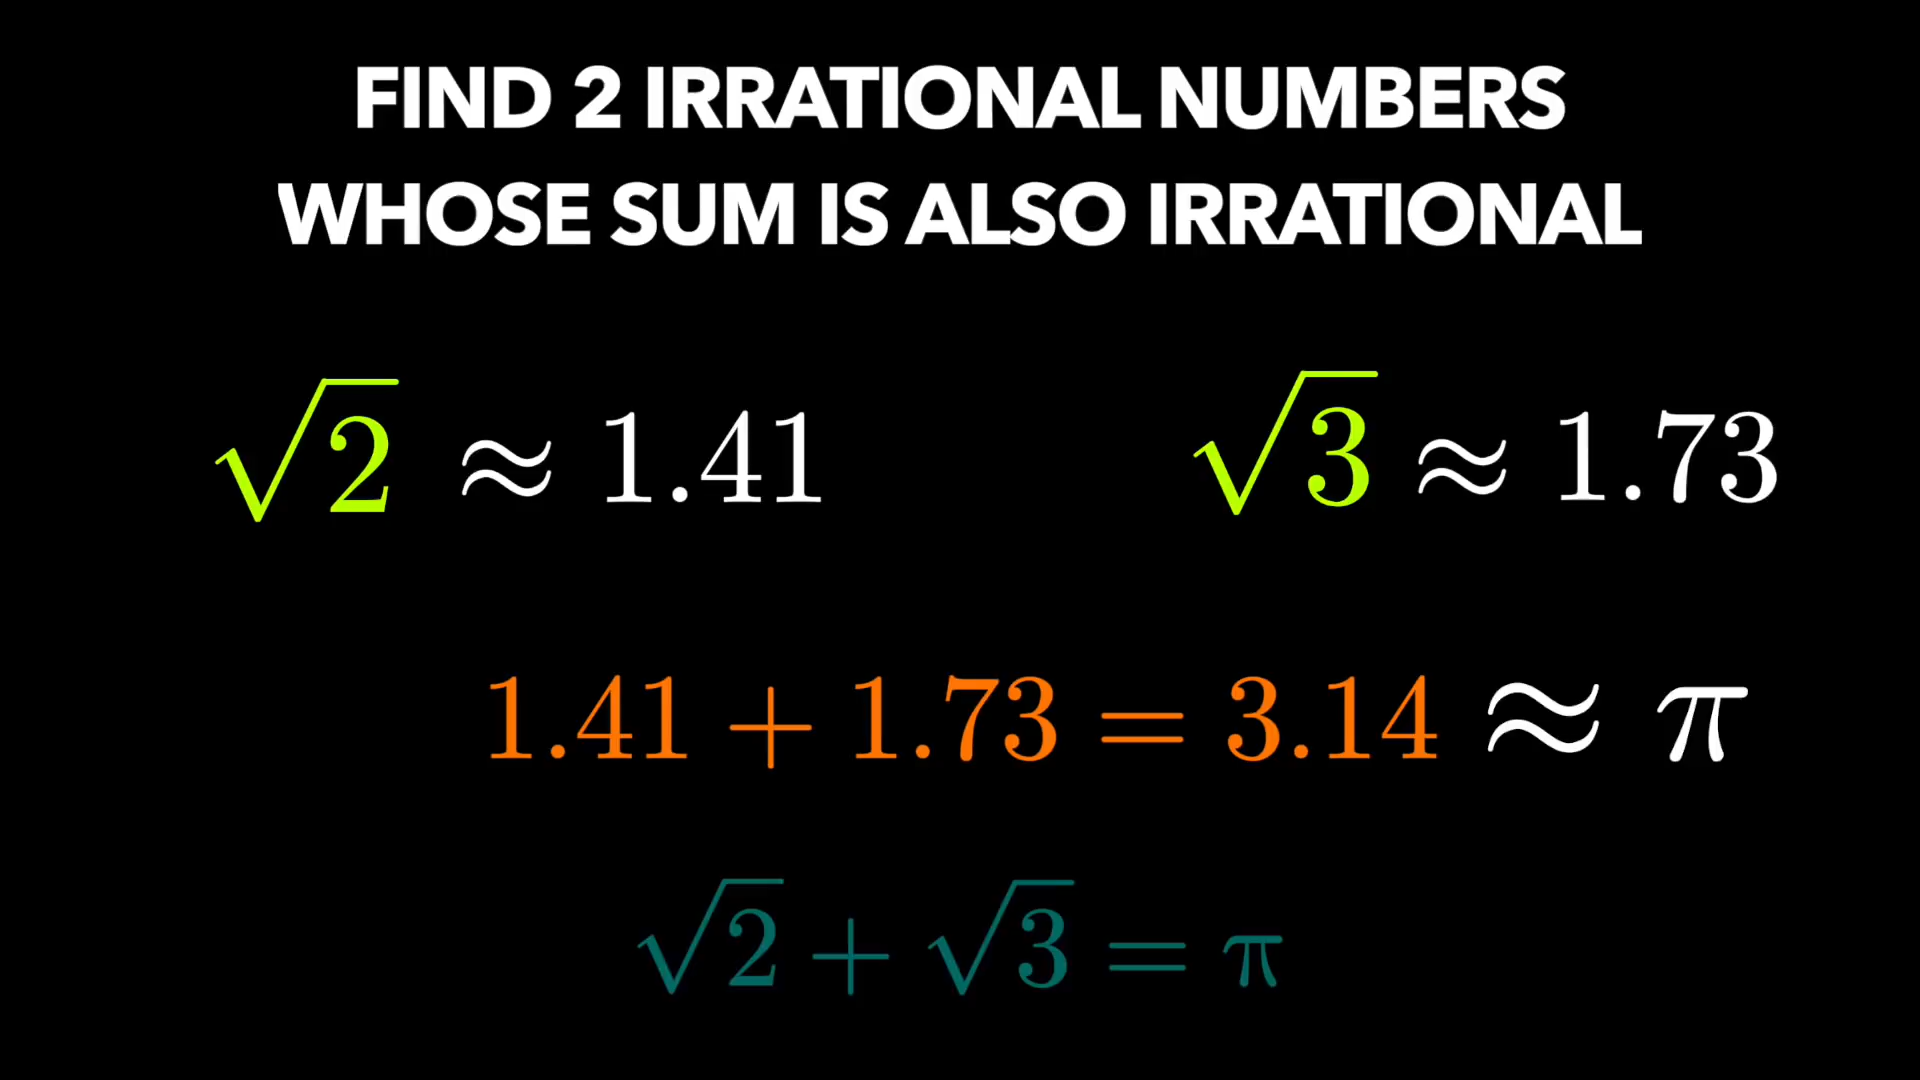 FIND 2 IRRATIONAL NUMBERS
WHOSE SUM IS ALSO IRRATIONAL
√2 ≈ 1.41
√3 ≈ 1.73
1.41 + 1.73 = 3.14 ≈ π
√2 + √3 = π